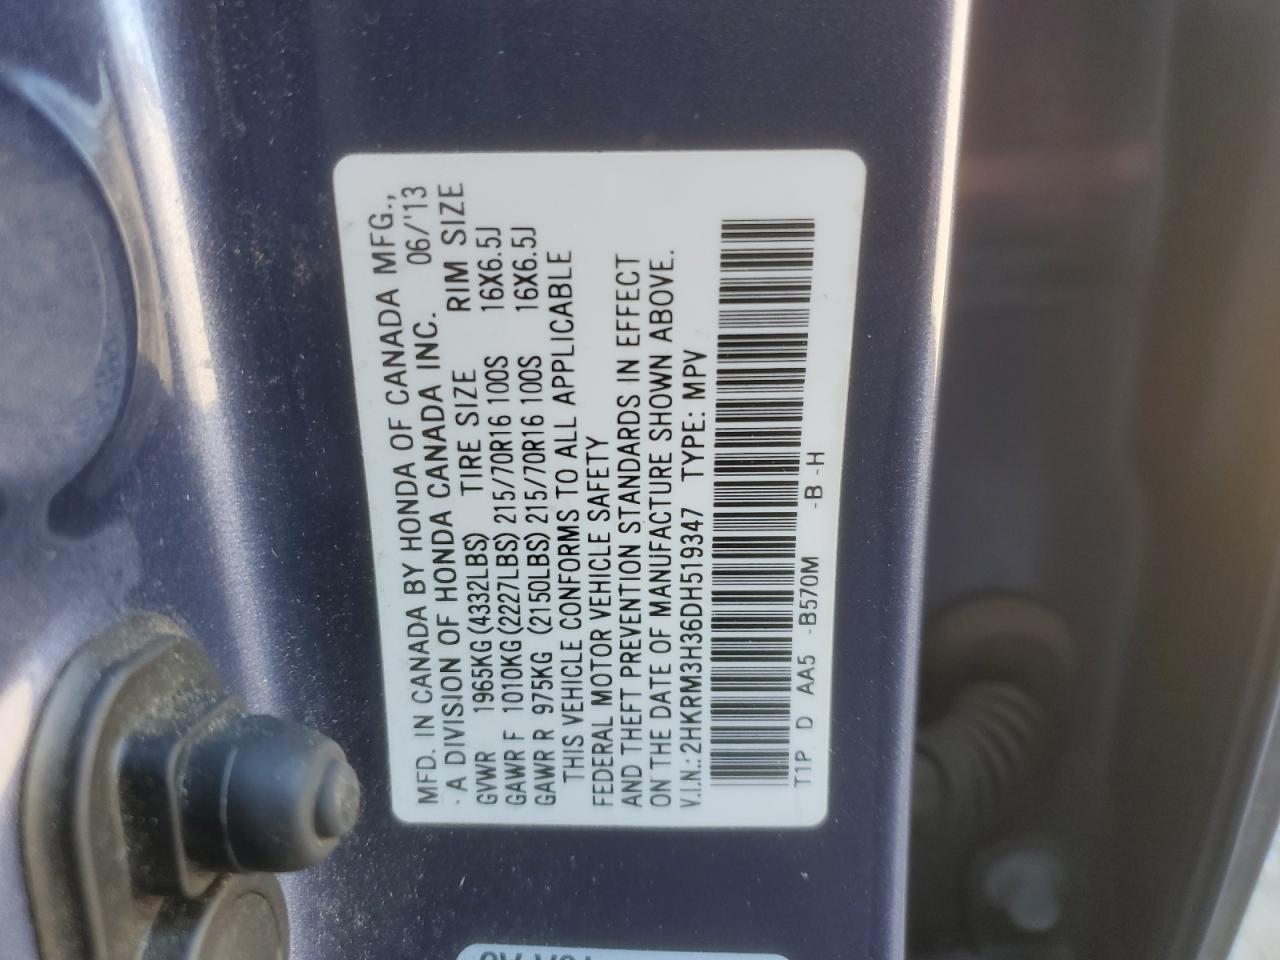 MFD. IN CANADA BY HONDA OF CANADA MFG.,
· A DIVISION OF HONDA CANADA INC. 06/'13
GVWR 1965KG (4332LBS) TIRE SIZE RIM SIZE
GAWR F 1010KG (2227LBS) 215/70R16 100S 16X6.5J
GAWR R 975KG (2150LBS) 215/70R16 100S 16X6.5J
THIS VEHICLE CONFORMS TO ALL APPLICABLE
FEDERAL MOTOR VEHICLE SAFETY
AND THEFT PREVENTION STANDARDS IN EFFECT
ON THE DATE OF MANUFACTURE SHOWN ABOVE.
V.I.N.: 2HKRM3H36DH519347 TYPE: MPV
T1P D AA5 -B570M -B -H